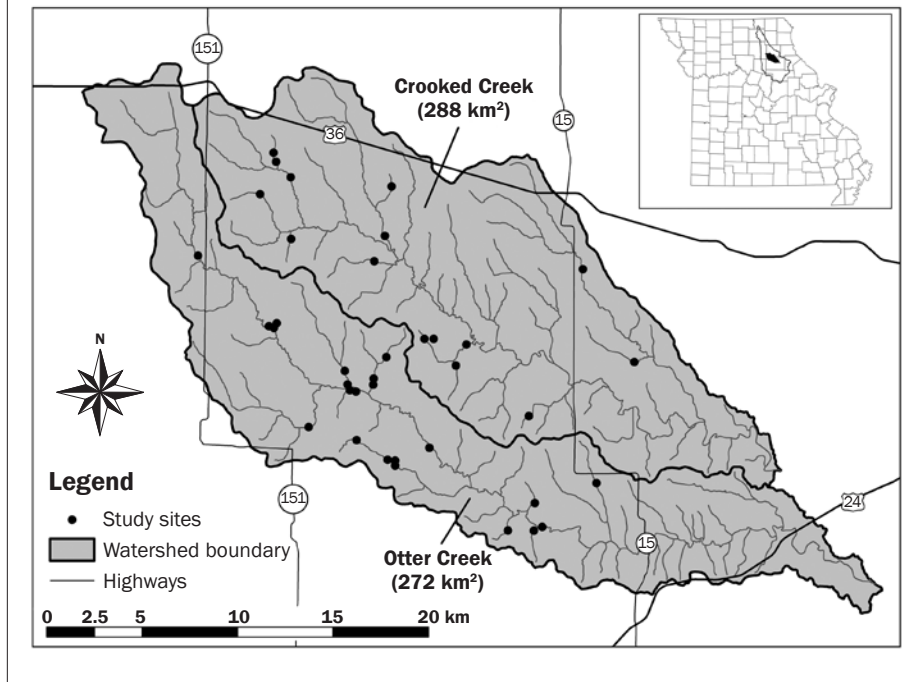 151
15
Crooked Creek
(288 km²)
36
N
Legend
Study sites
Watershed boundary
Highways
0 2.5 5 10 15 20 km
151
Otter Creek
(272 km²)
15
24